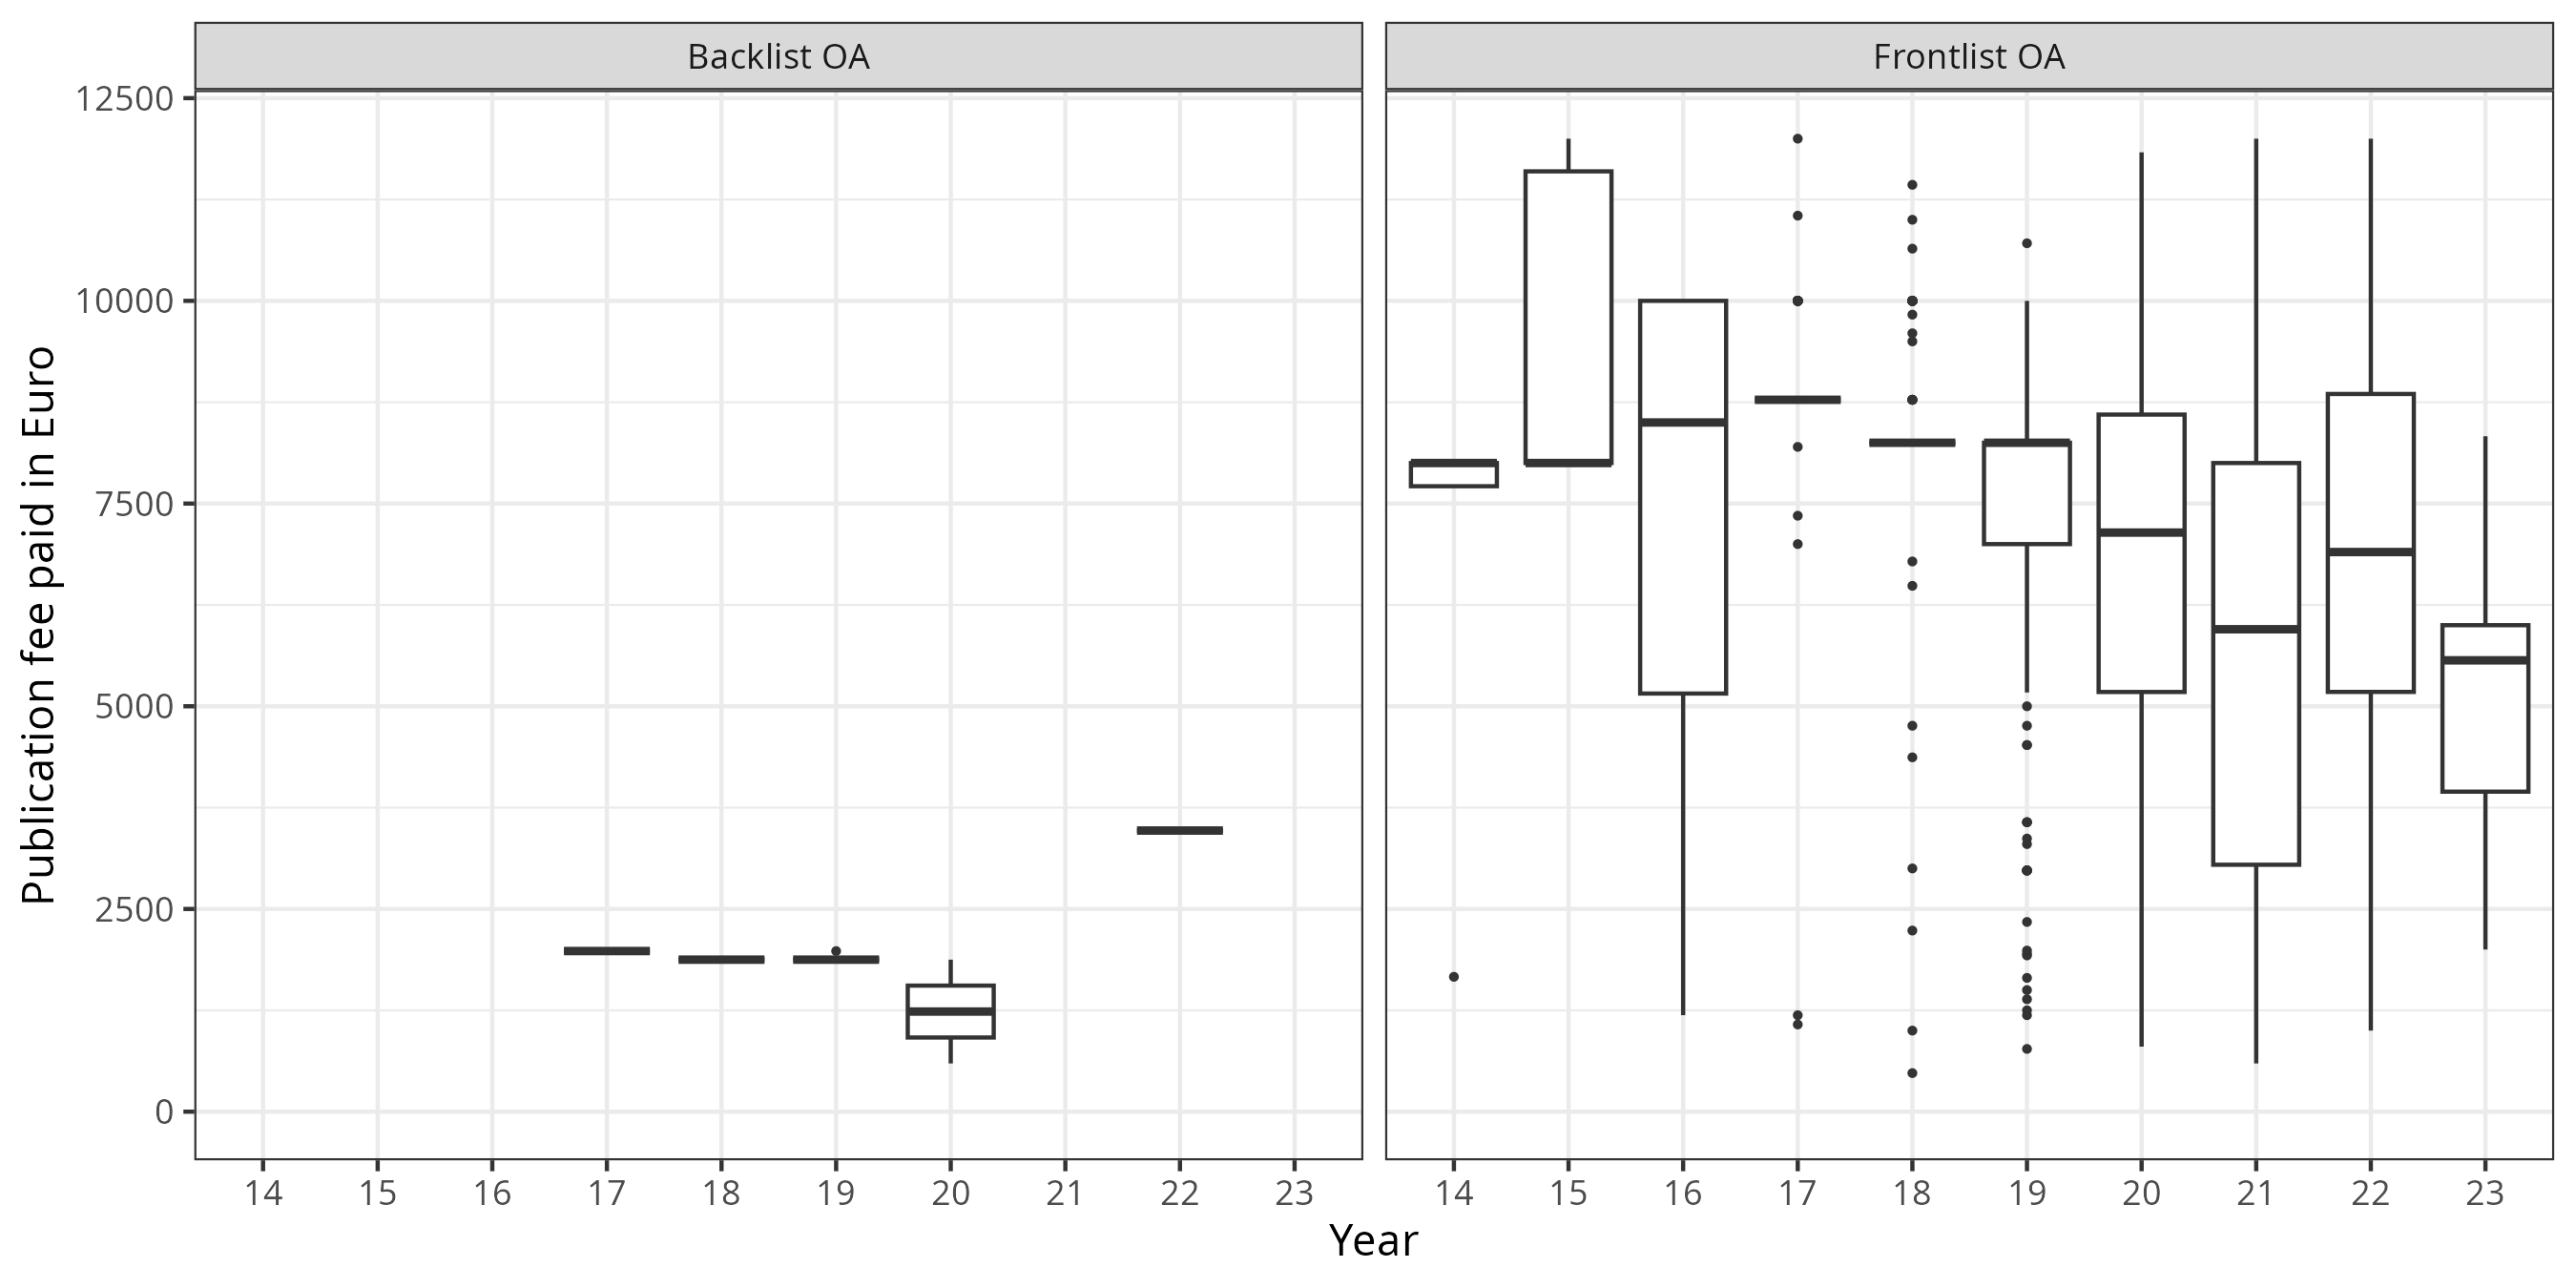 Backlist OA
Frontlist OA
Publication fee paid in Euro
12500
10000
7500
5000
2500
0
14 15 16 17 18 19 20 21 22 23
14 15 16 17 18 19 20 21 22 23
Year